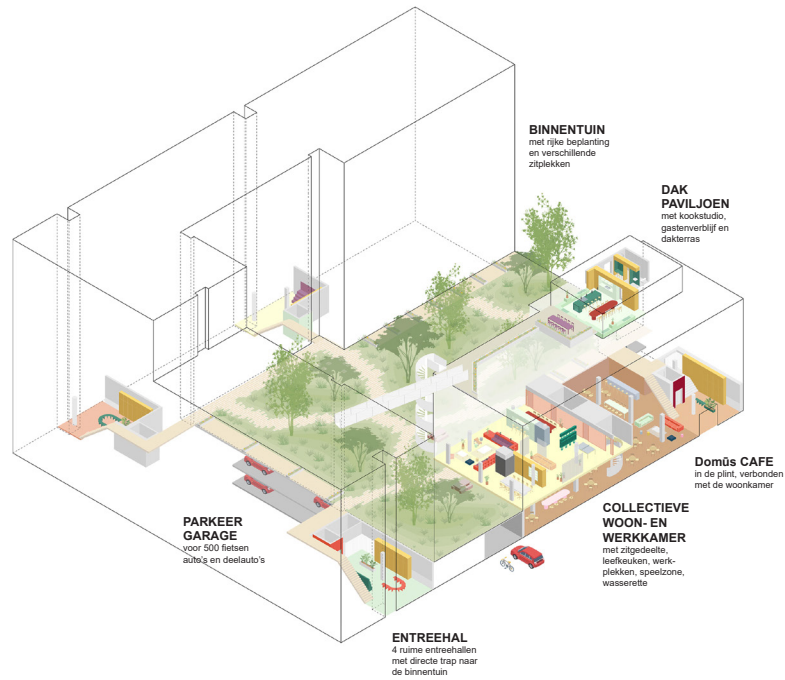 BINNENTUIN
met rijke beplanting
en verschillende
zitplekken
DAK
PAVILJOEN
met kookstudio,
gastenverblijf en
dakterras
Domūs CAFE
in de plint, verbonden
met de woonkamer
COLLECTIEVE
WOON- EN
WERKKAMER
met zitgedeelte,
leefkeuken, werk-
plekken, speelzone,
wasserette
PARKEER
GARAGE
voor 500 fietsen
auto's en deelauto's
ENTREEHAL
4 ruime entreehallen
met directe trap naar
de binnentuin